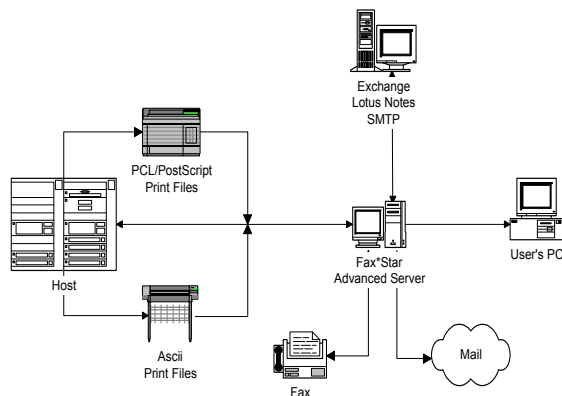 Exchange
Lotus Notes
SMTP
PCL/PostScript
Print Files
Host
Fax*Star
Advanced Server
User's PC
Ascii
Print Files
Fax
Mail